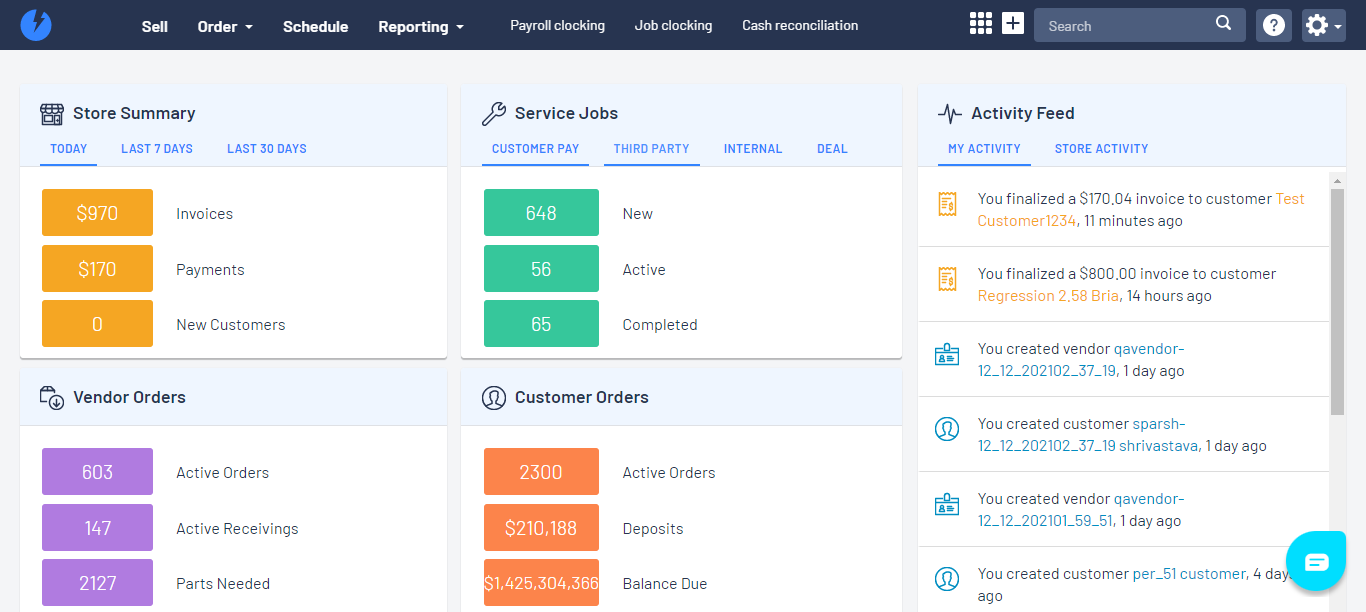 Sell Order Schedule Reporting Payroll clocking Job clocking Cash reconciliation Search
Store Summary
TODAY LAST 7 DAYS LAST 30 DAYS
$970 Invoices
$170 Payments
0 New Customers
Service Jobs
CUSTOMER PAY THIRD PARTY INTERNAL DEAL
648 New
56 Active
65 Completed
Activity Feed
MY ACTIVITY STORE ACTIVITY
You finalized a $170.04 invoice to customer Test
Customer1234, 11 minutes ago
You finalized a $800.00 invoice to customer
Regression 2.58 Bria, 14 hours ago
You created vendor qavendor-
12_12_202102_37_19, 1 day ago
You created customer sparsh-
12_12_202102_37_19 shrivastava, 1 day ago
You created vendor qavendor-
12_12_202101_59_51, 1 day ago
You created customer per_51 customer, 4 days
ago
Vendor Orders
603 Active Orders
147 Active Receivings
2127 Parts Needed
Customer Orders
2300 Active Orders
$210,188 Deposits
$1,425,304,366 Balance Due